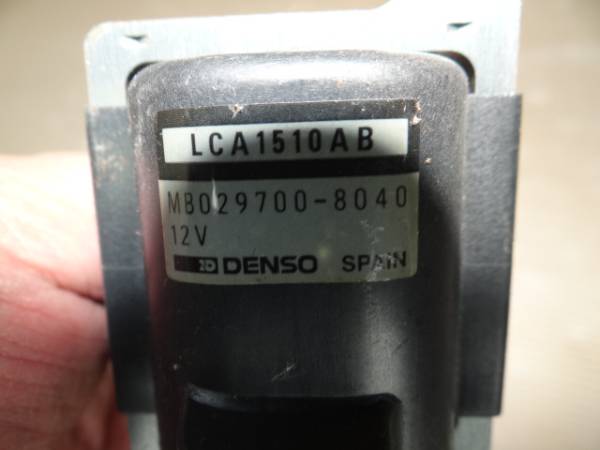 LCA1510AB
MB029700-8040
12V
DENSO SPAIN